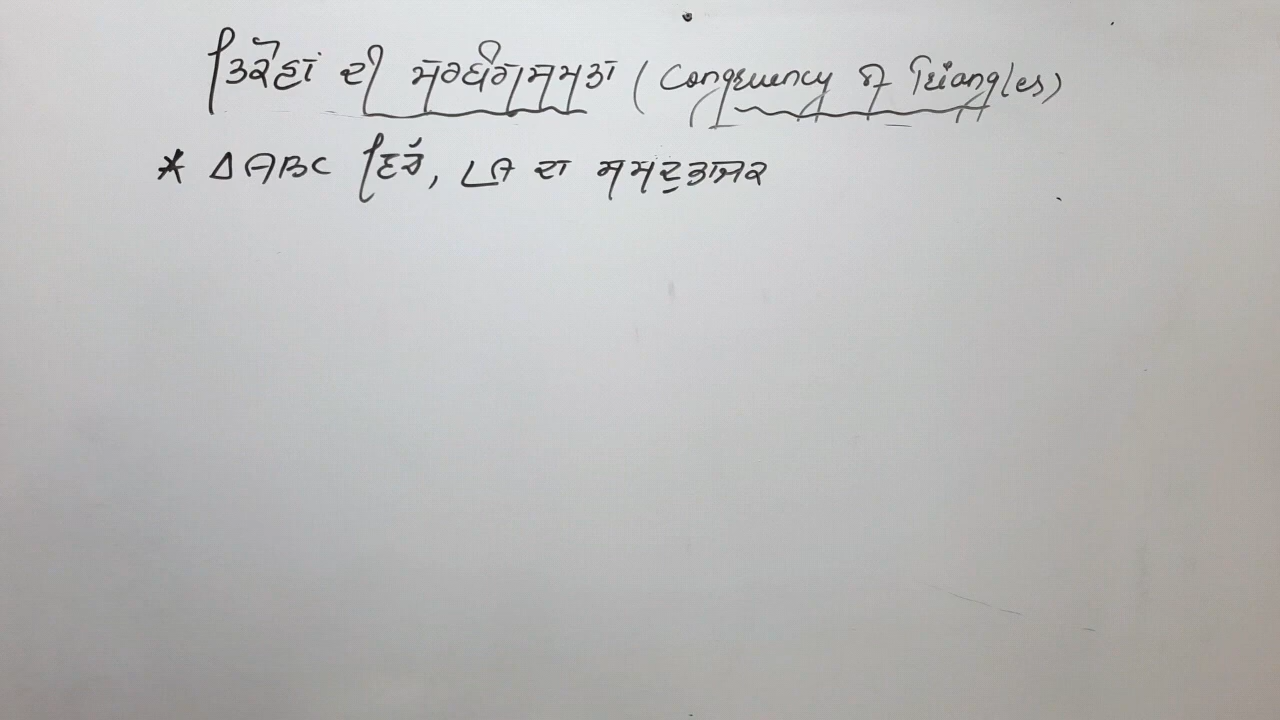 ਤਿਕੋਣਾਂ ਦੀ ਸਰਬੰਗਸਮਤਾ (Congruency of Triangles)
* ΔABC ਵਿੱਚ, ∠A ਦਾ ਸਮਦੁਭਾਜਕ